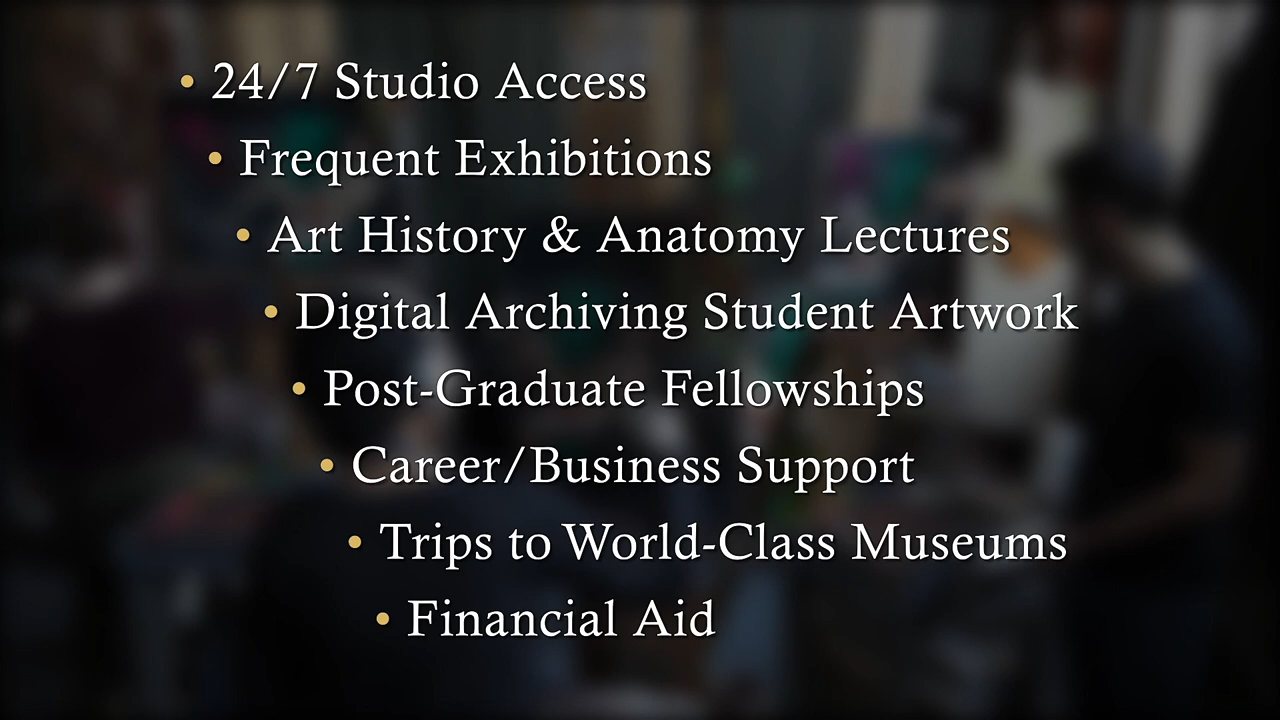 • 24/7 Studio Access
• Frequent Exhibitions
• Art History & Anatomy Lectures
• Digital Archiving Student Artwork
• Post-Graduate Fellowships
• Career/Business Support
• Trips to World-Class Museums
• Financial Aid